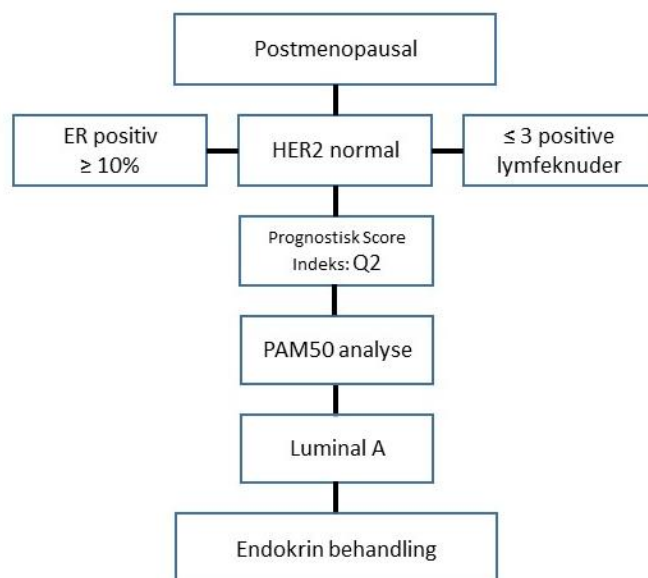 Postmenopausal
ER positiv
≥ 10%
HER2 normal
≤ 3 positive
lymfeknuder
Prognostisk Score
Indeks: Q2
PAM50 analyse
Luminal A
Endokrin behandling